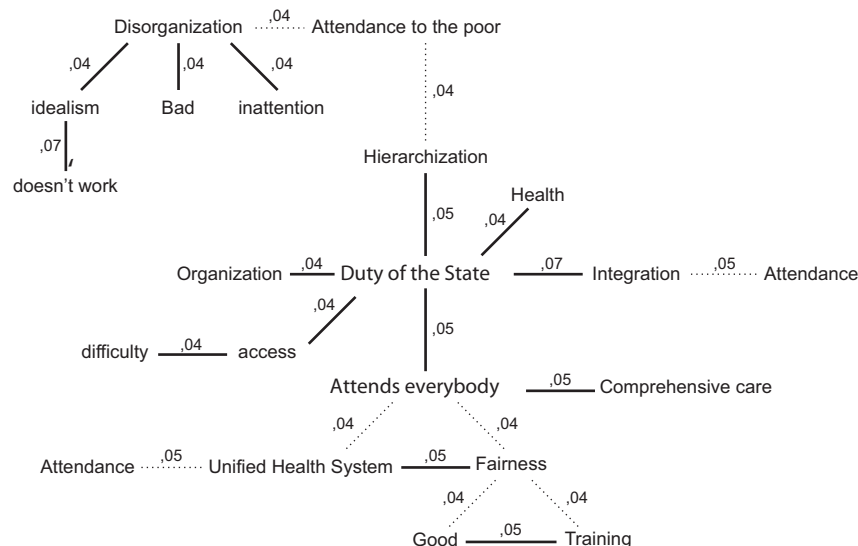 Disorganization ,04 Attendance to the poor
,04 ,04 ,04
,04
idealism Bad inattention
,07
Hierarchization
doesn't work
Health
,05 ,04
Organization ,04 Duty of the State ,07 Integration ,05 Attendance
,04
,05
difficulty ,04 access
Attends everybody ,05 Comprehensive care
,04 ,04
Attendance ,05 Unified Health System ,05 Fairness
,04 ,04
Good ,05 Training